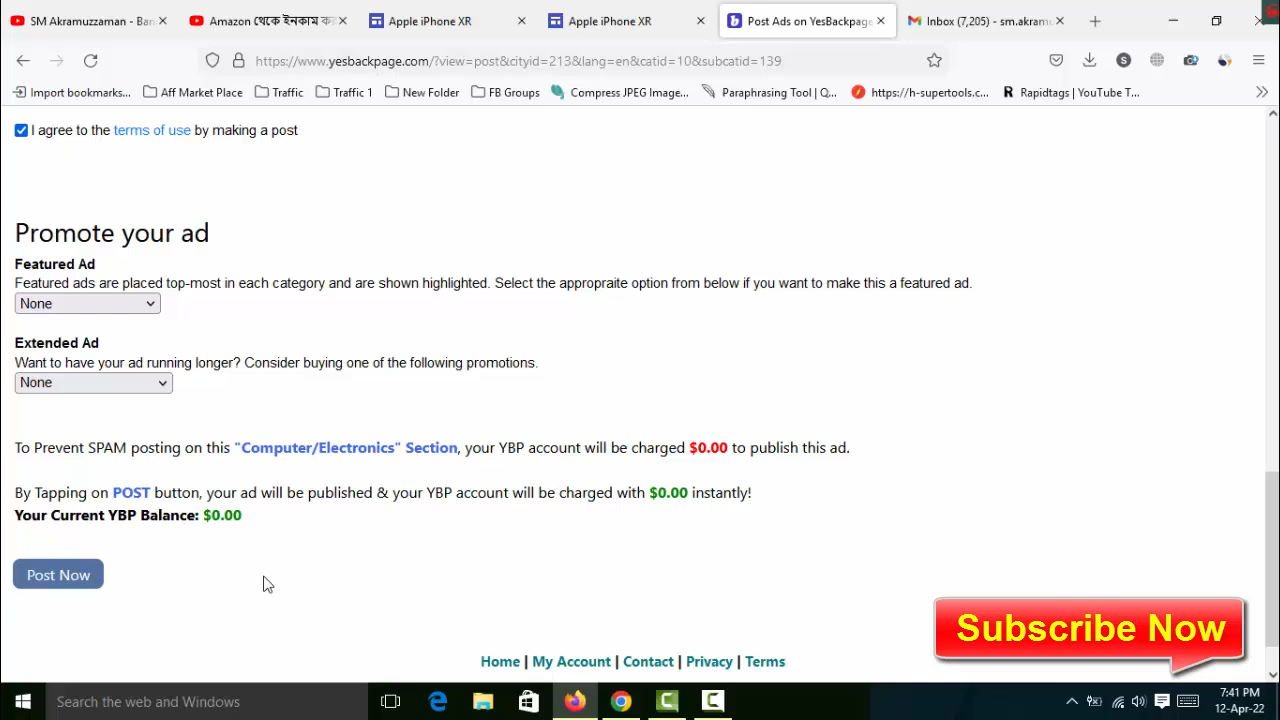 SM Akramuzzaman - Ban
Amazon থেকে ইনকাম কর
Apple iPhone XR
Apple iPhone XR
Post Ads on YesBackpage
Inbox (7,205) - sm.akramu
https://www.yesbackpage.com/?view=post&cityid=213&lang=en&catid=10&subcatid=139
Import bookmarks...
Aff Market Place
Traffic
Traffic 1
New Folder
FB Groups
Compress JPEG Image...
Paraphrasing Tool | Q...
https://h-supertools.c...
Rapidtags | YouTube T...
I agree to the terms of use by making a post
Promote your ad
Featured Ad
Featured ads are placed top-most in each category and are shown highlighted. Select the appropraite option from below if you want to make this a featured ad.
None
Extended Ad
Want to have your ad running longer? Consider buying one of the following promotions.
None
To Prevent SPAM posting on this "Computer/Electronics" Section, your YBP account will be charged $0.00 to publish this ad.
By Tapping on POST button, your ad will be published & your YBP account will be charged with $0.00 instantly!
Your Current YBP Balance: $0.00
Post Now
Subscribe Now
Home | My Account | Contact | Privacy | Terms
Search the web and Windows
7:41 PM
12-Apr-22